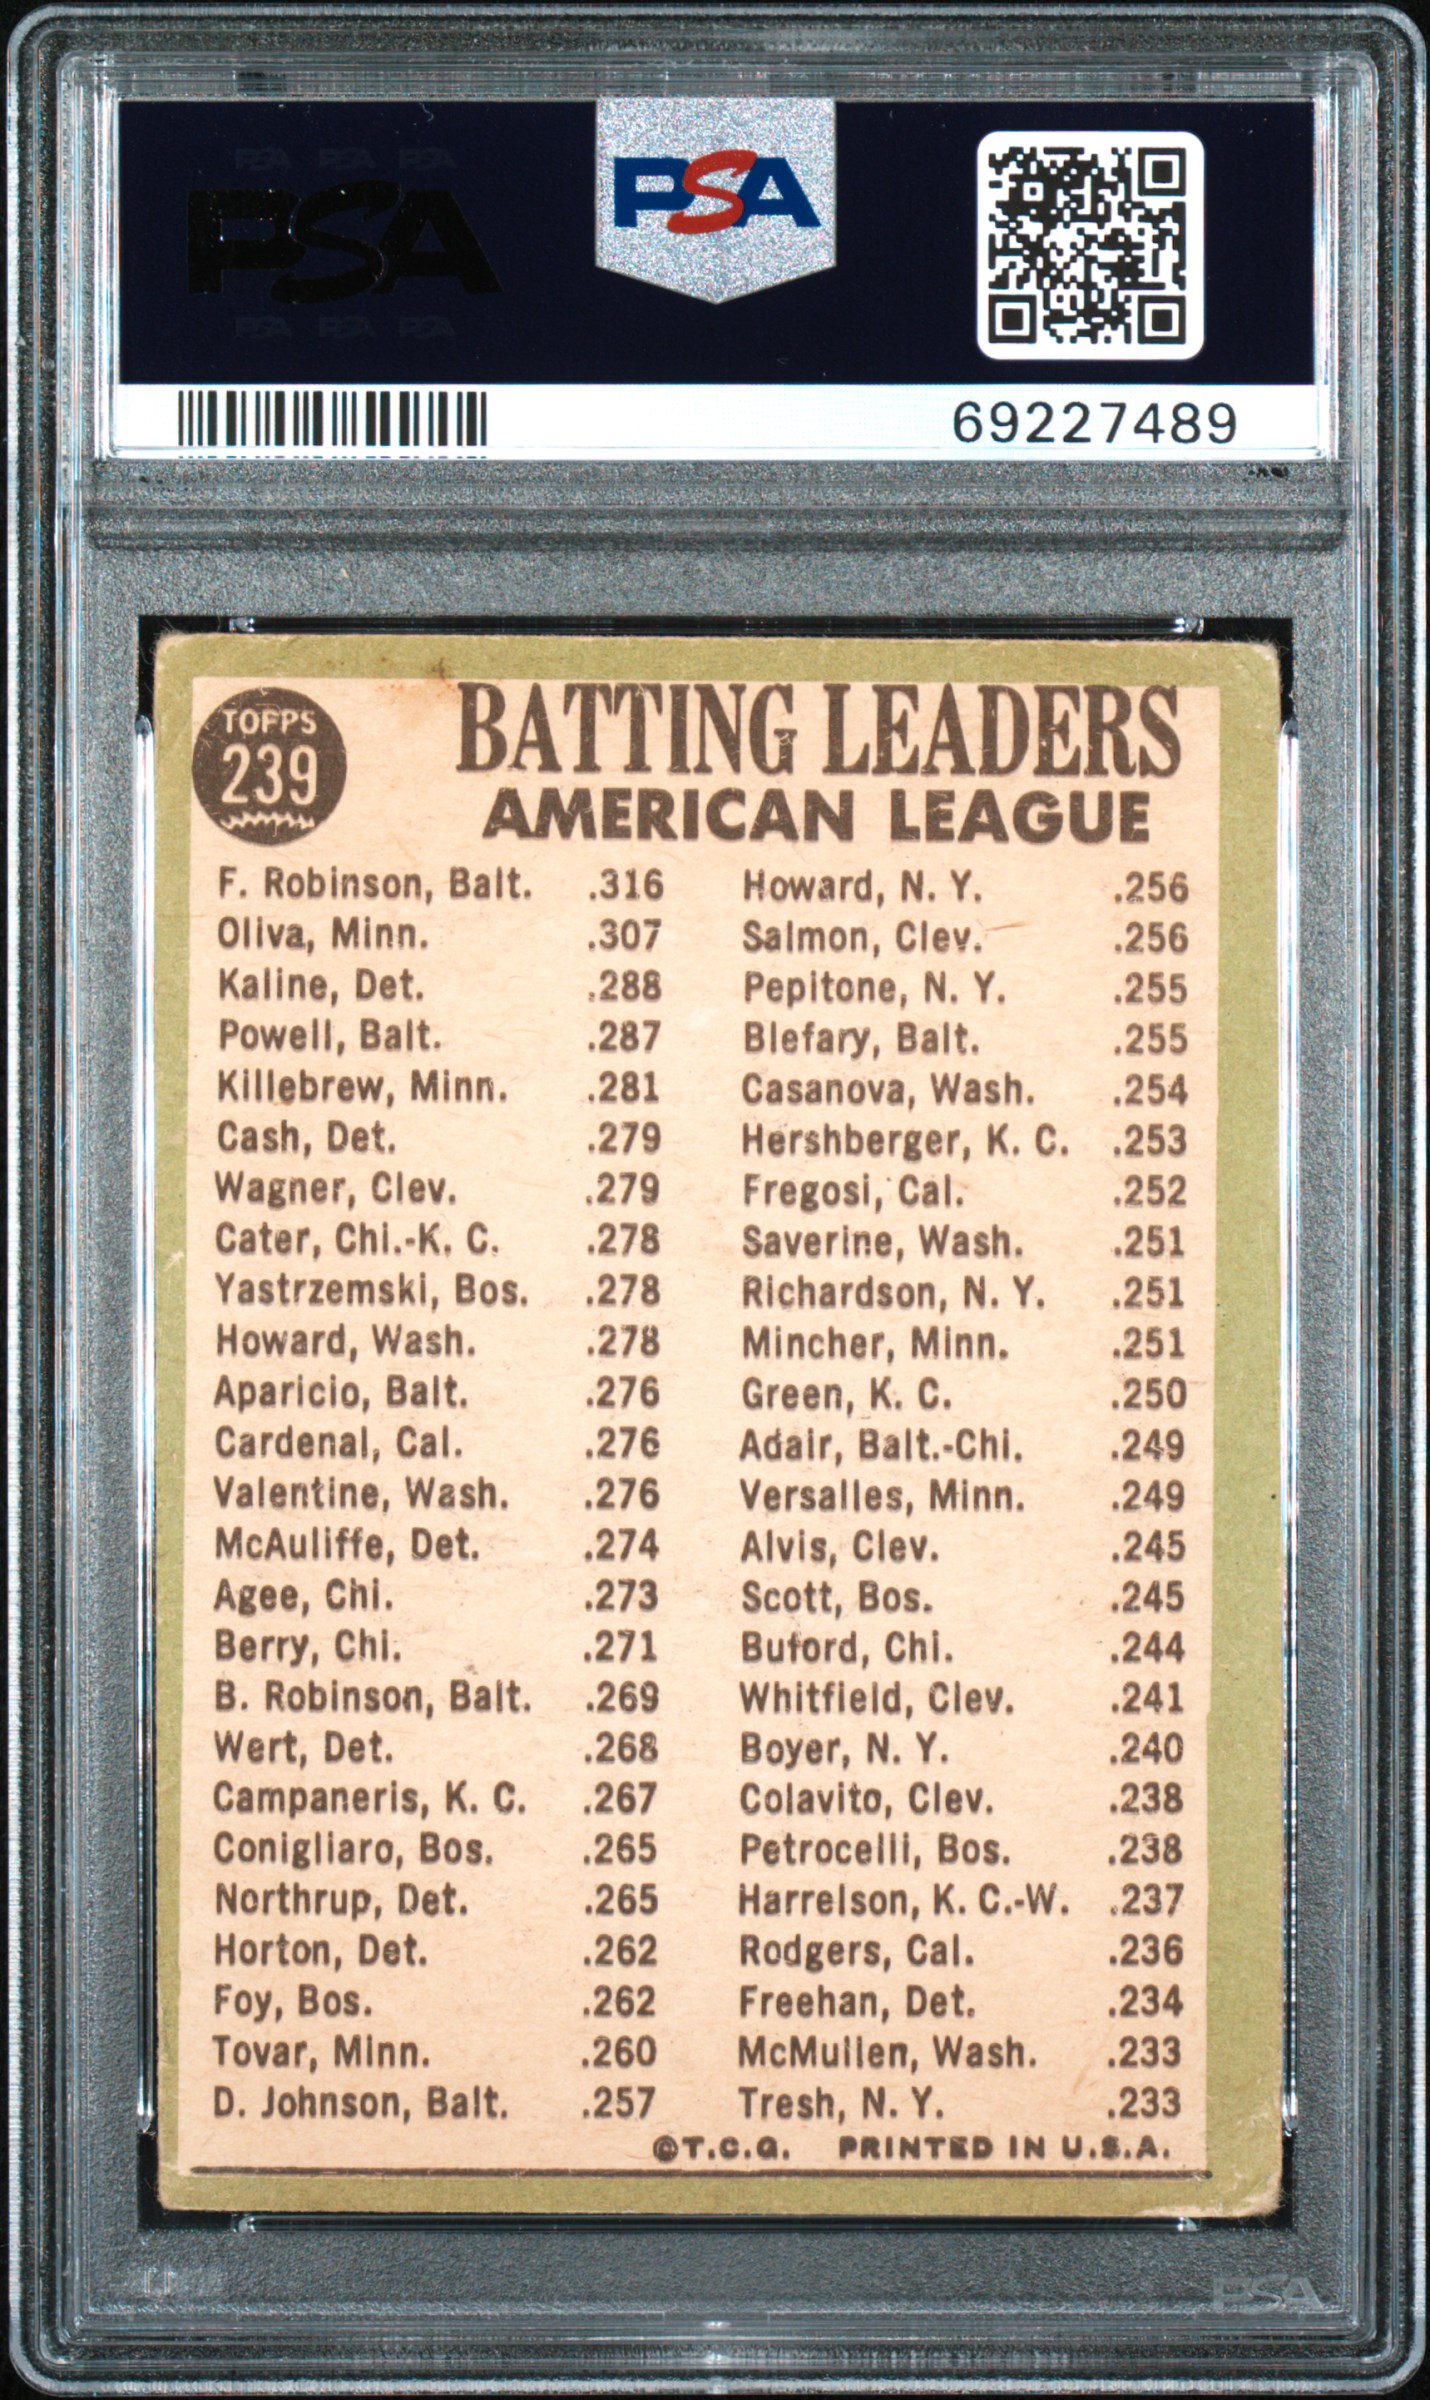 PSA PSA PSA
PSA
PSA PSA PSA
PSA
69227489
TOPPS
239
BATTING LEADERS
AMERICAN LEAGUE
F. Robinson, Balt. .316
Oliva, Minn. .307
Kaline, Det. .288
Powell, Balt. .287
Killebrew, Minn. .281
Cash, Det. .279
Wagner, Clev. .279
Cater, Chi.-K. C. .278
Yastrzemski, Bos. .278
Howard, Wash. .278
Aparicio, Balt. .276
Cardenal, Cal. .276
Valentine, Wash. .276
McAuliffe, Det. .274
Agee, Chi. .273
Berry, Chi. .271
B. Robinson, Balt. .269
Wert, Det. .268
Campaneris, K. C. .267
Conigliaro, Bos. .265
Northrup, Det. .265
Horton, Det. .262
Foy, Bos. .262
Tovar, Minn. .260
D. Johnson, Balt. .257
Howard, N. Y. .256
Salmon, Clev. .256
Pepitone, N. Y. .255
Blefary, Balt. .255
Casanova, Wash. .254
Hershberger, K. C. .253
Fregosi, Cal. .252
Saverine, Wash. .251
Richardson, N. Y. .251
Mincher, Minn. .251
Green, K. C. .250
Adair, Balt.-Chi. .249
Versalles, Minn. .249
Alvis, Clev. .245
Scott, Bos. .245
Buford, Chi. .244
Whitfield, Clev. .241
Boyer, N. Y. .240
Colavito, Clev. .238
Petrocelli, Bos. .238
Harrelson, K. C.-W. .237
Rodgers, Cal. .236
Freehan, Det. .234
McMullen, Wash. .233
Tresh, N. Y. .233
©T.C.G. PRINTED IN U.S.A.
PSA